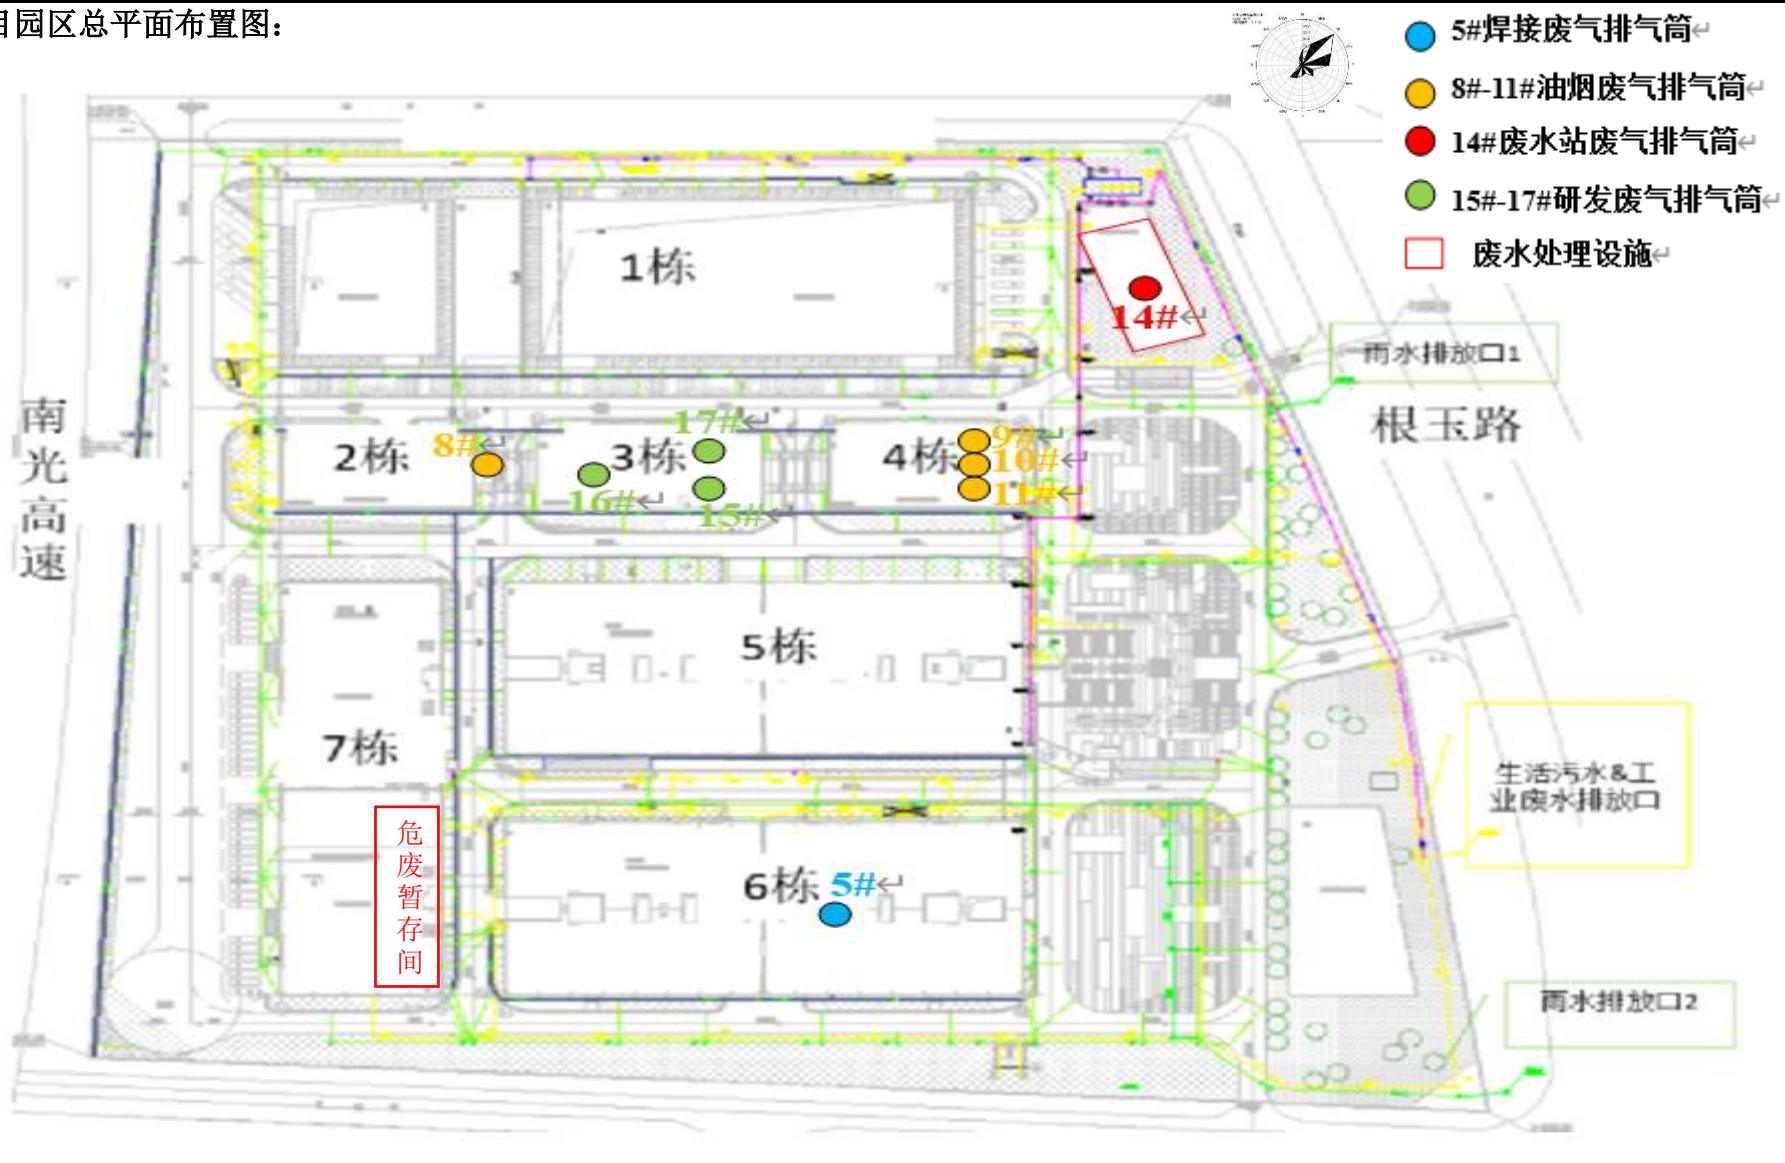 目园区总平面布置图：
5#焊接废气排气筒↵
8#-11#油烟废气排气筒↵
14#废水站废气排气筒↵
15#-17#研发废气排气筒↵
废水处理设施↵
1栋
14#↵
雨水排放口1
根玉路
南光高速
2栋
8#↵
3栋
17#↵
16#↵
15#↵
4栋
9#↵
10#↵
11#↵
5栋
7栋
生活污水&工
业废水排放口
危废暂存间
6栋
5#↵
雨水排放口2